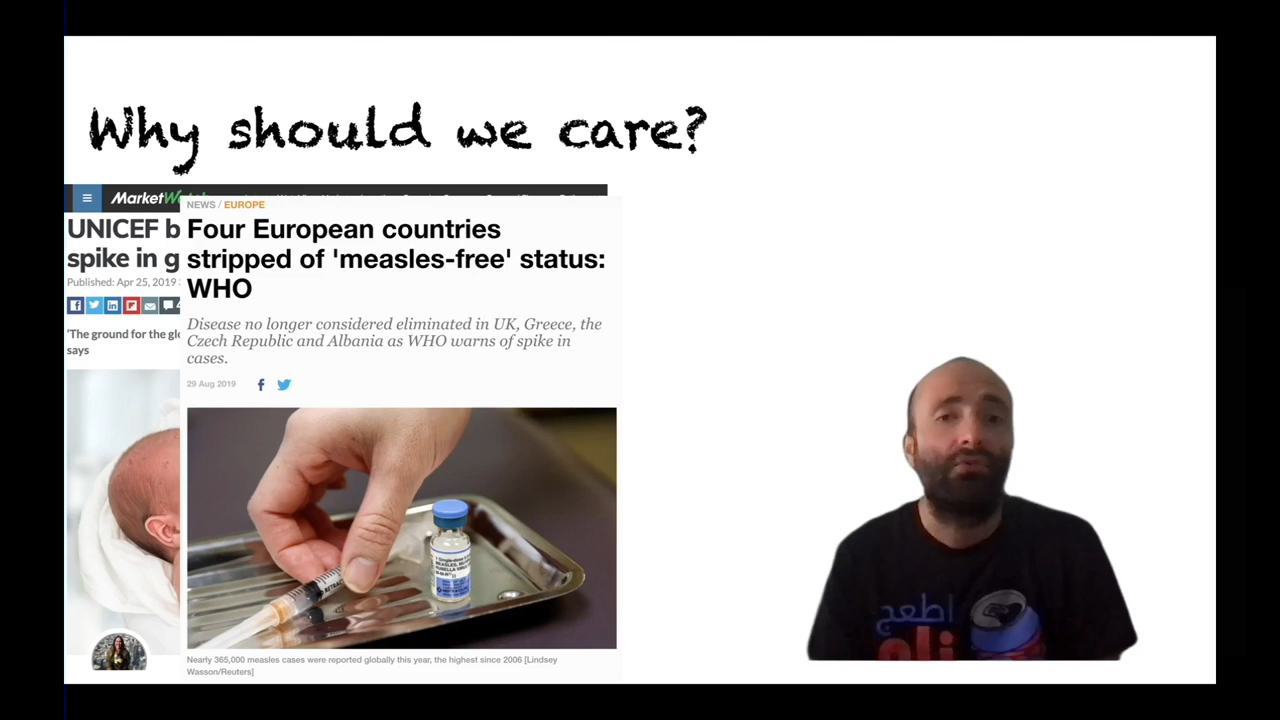 Why should we care?
MarketW
UNICEF b
spike in g
Published: Apr 25, 2019
'The ground for the glo
says
NEWS / EUROPE
Four European countries
stripped of 'measles-free' status:
WHO
Disease no longer considered eliminated in UK, Greece, the
Czech Republic and Albania as WHO warns of spike in
cases.
29 Aug 2019
Nearly 365,000 measles cases were reported globally this year, the highest since 2006 [Lindsey
Wasson/Reuters]